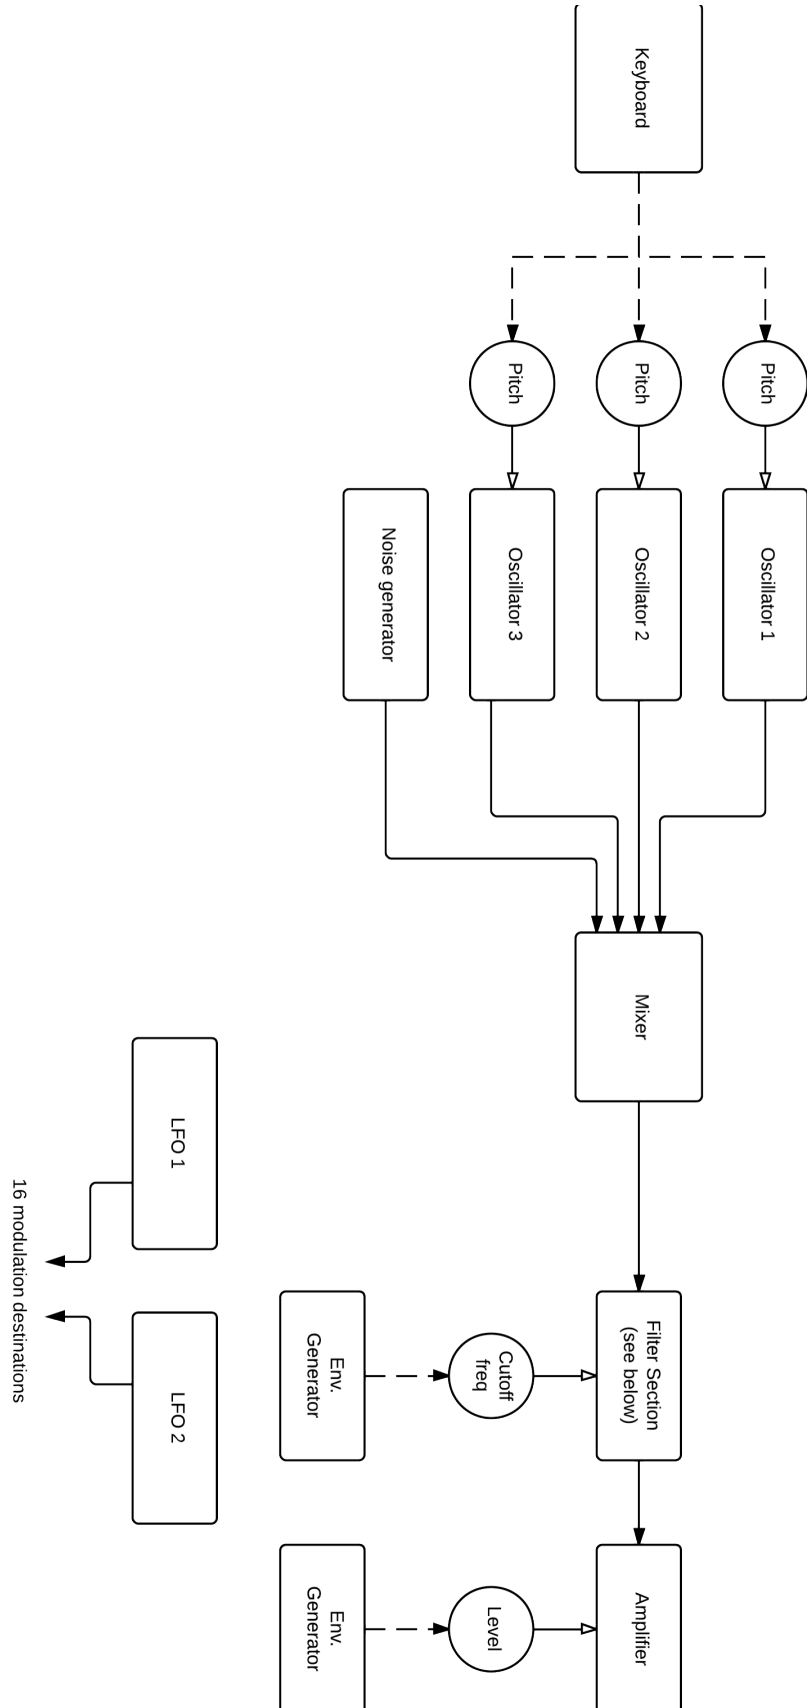 Keyboard
Pitch
Pitch
Pitch
Oscillator 1
Oscillator 2
Oscillator 3
Noise generator
Mixer
Filter Section
(see below)
Cutoff
freq
Env.
Generator
Amplifier
Level
Env.
Generator
LFO 1
LFO 2
16 modulation destinations